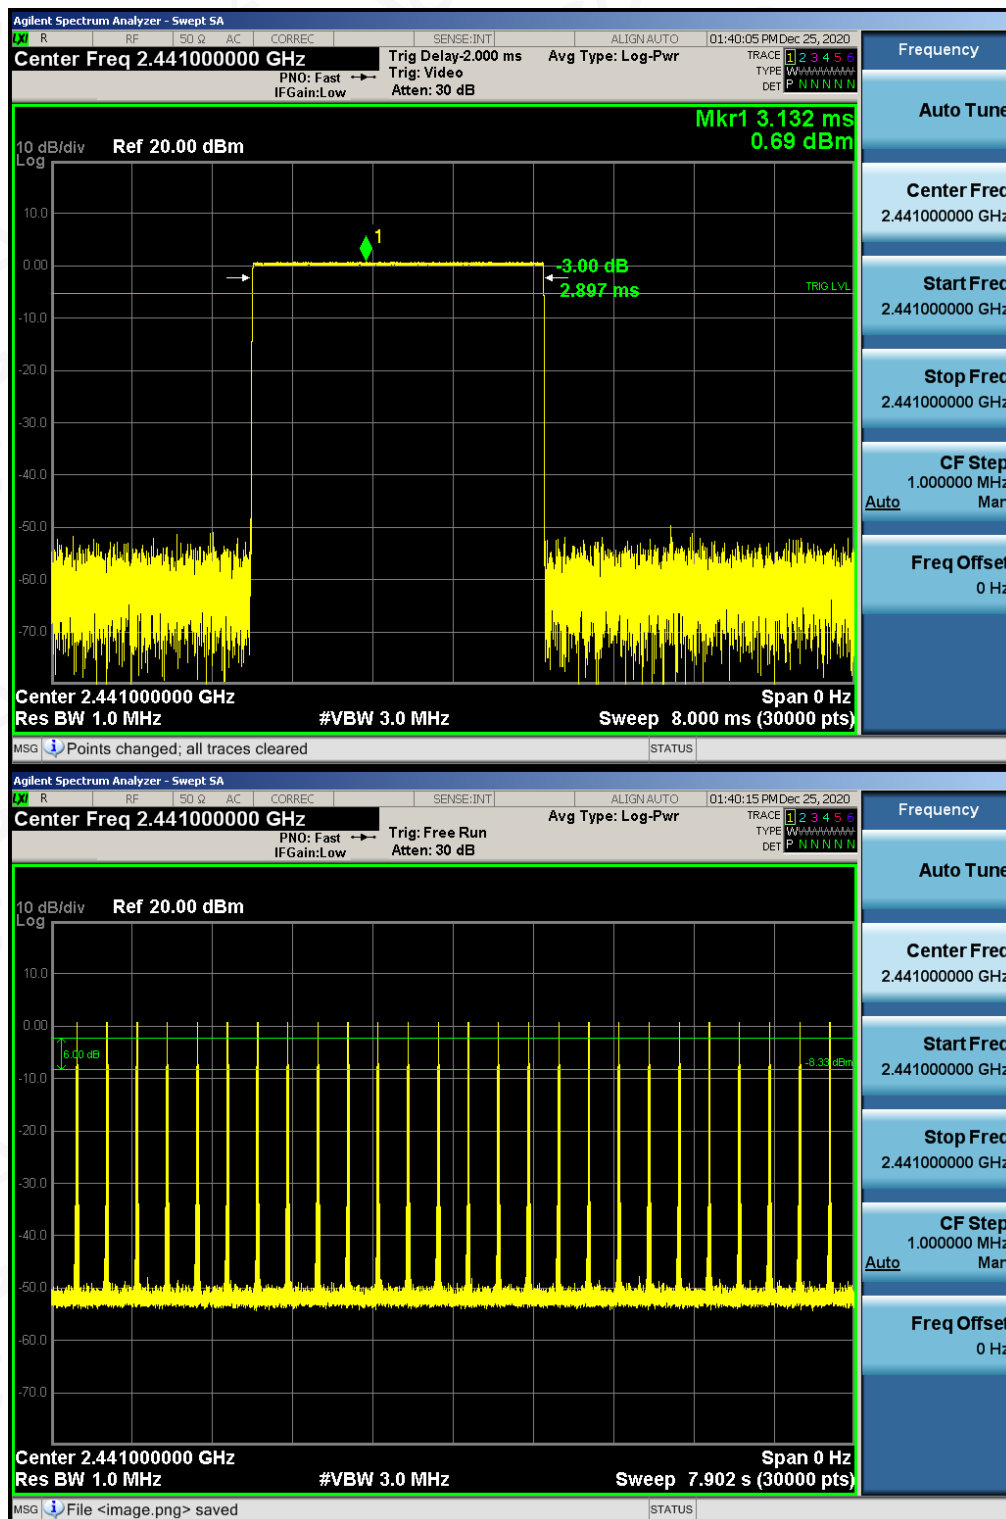 Agilent Spectrum Analyzer - Swept SA
LXI R RF 50 Ω AC CORREC SENSE:INT ALIGNAUTO 01:40:05 PM Dec 25, 2020
Center Freq 2.441000000 GHz
Trig Delay-2.000 ms Avg Type: Log-Pwr TRACE 1 2 3 4 5 6
PNO: Fast Trig: Video TYPE WWWWWW
IFGain:Low Atten: 30 dB DET P N N N N N
Frequency
Mkr1 3.132 ms
0.69 dBm
10 dB/div Ref 20.00 dBm
Log
10.0
0.00
-10.0
-20.0
-30.0
-40.0
-50.0
-60.0
-70.0
1
-3.00 dB
2.897 ms
TRIG LVL
Center 2.441000000 GHz Span 0 Hz
Res BW 1.0 MHz #VBW 3.0 MHz Sweep 8.000 ms (30000 pts)
MSG Points changed; all traces cleared STATUS
Auto Tune
Center Freq
2.441000000 GHz
Start Freq
2.441000000 GHz
Stop Freq
2.441000000 GHz
CF Step
1.000000 MHz
Auto Man
Freq Offset
0 Hz
Agilent Spectrum Analyzer - Swept SA
LXI R RF 50 Ω AC CORREC SENSE:INT ALIGNAUTO 01:40:15 PM Dec 25, 2020
Center Freq 2.441000000 GHz
Avg Type: Log-Pwr TRACE 1 2 3 4 5 6
PNO: Fast Trig: Free Run TYPE WWWWWW
IFGain:Low Atten: 30 dB DET P N N N N N
Frequency
10 dB/div Ref 20.00 dBm
Log
10.0
0.00
-10.0
-20.0
-30.0
-40.0
-50.0
-60.0
-70.0
6.00 dB
-8.33 dBm
Center 2.441000000 GHz Span 0 Hz
Res BW 1.0 MHz #VBW 3.0 MHz Sweep 7.902 s (30000 pts)
MSG File <image.png> saved STATUS
Auto Tune
Center Freq
2.441000000 GHz
Start Freq
2.441000000 GHz
Stop Freq
2.441000000 GHz
CF Step
1.000000 MHz
Auto Man
Freq Offset
0 Hz